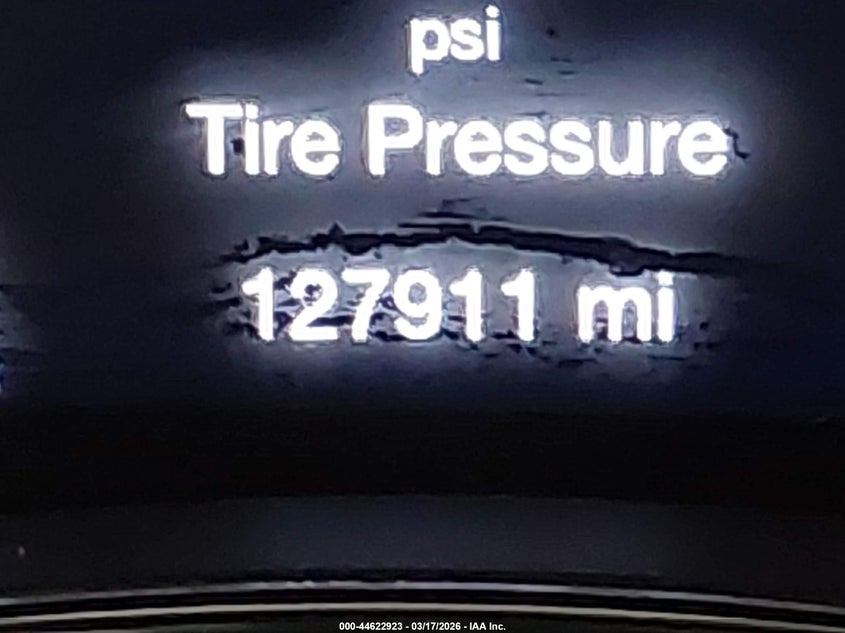 psi
Tire Pressure
127911 mi
000-44622923 - 03/17/2026 - IAA Inc.